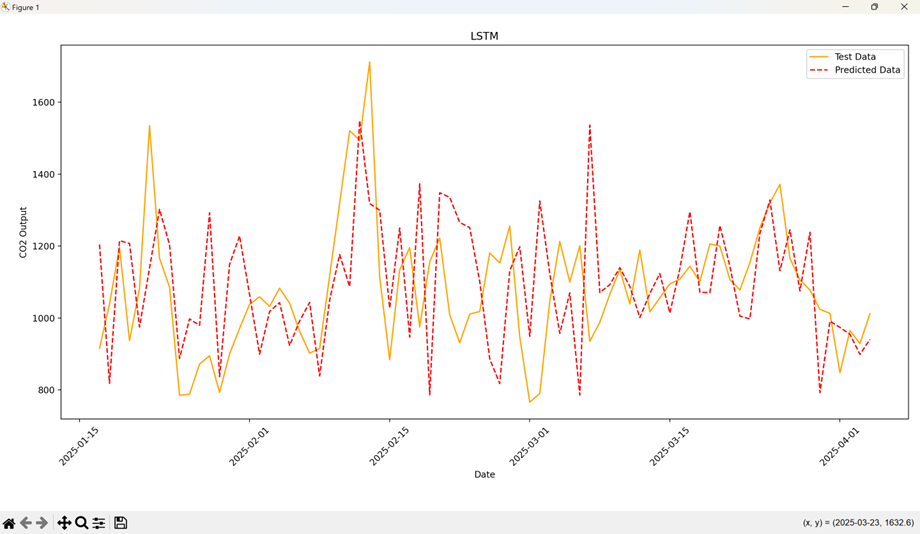 Figure 1
LSTM
Test Data
Predicted Data
1600
1400
1200
1000
800
CO2 Output
2025-01-15
2025-02-01
2025-02-15
2025-03-01
2025-03-15
2025-04-01
Date
(x, y) = (2025-03-23, 1632.6)